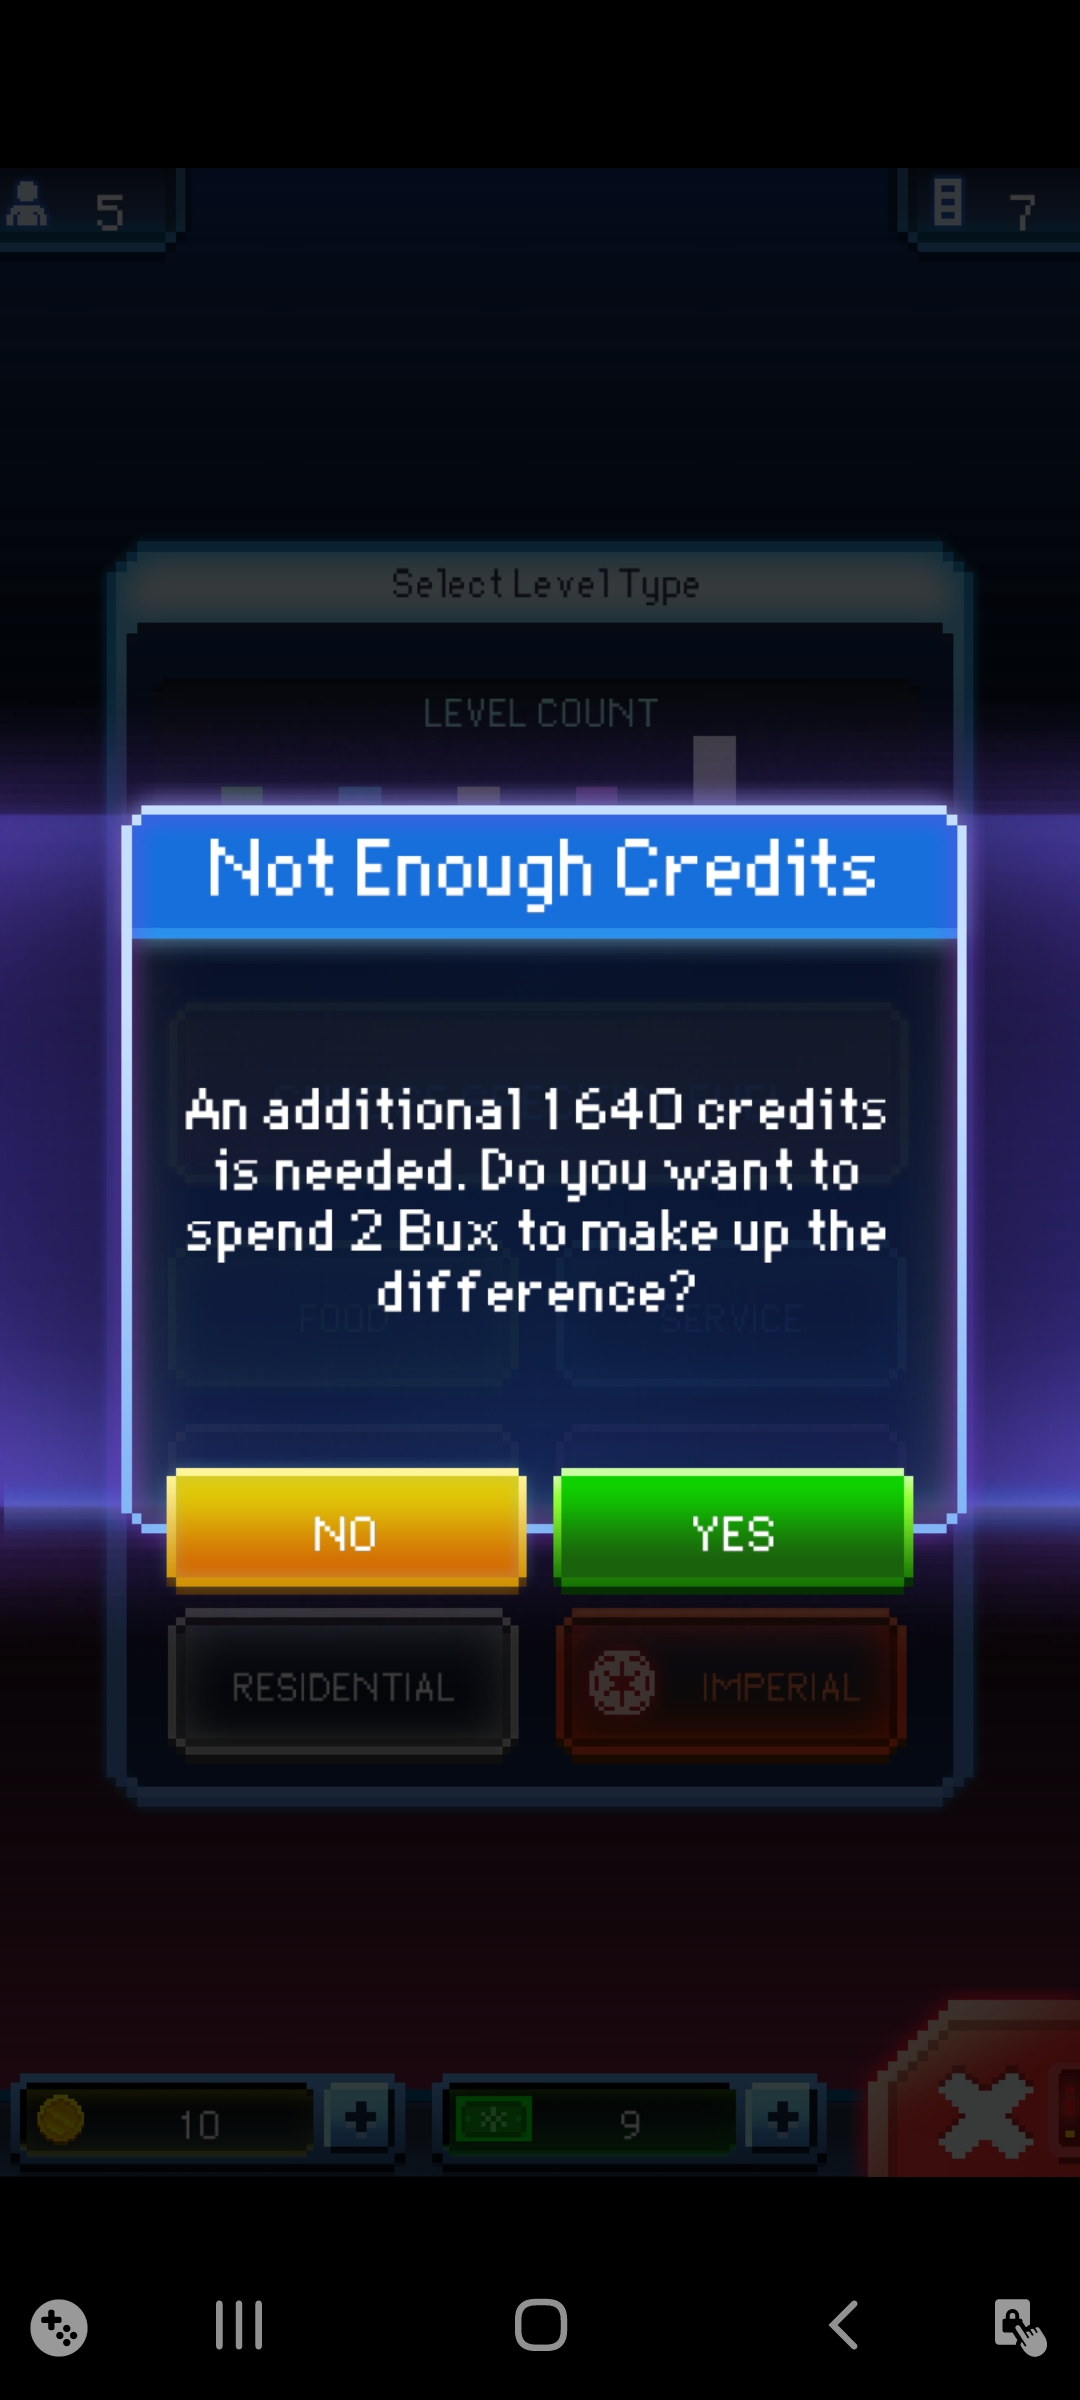 5
7
Select Level Type
LEVEL COUNT
Not Enough Credits
An additional 1640 credits
is needed. Do you want to
spend 2 Bux to make up the
difference?
FOOD
SERVICE
NO
YES
RESIDENTIAL
IMPERIAL
10
9